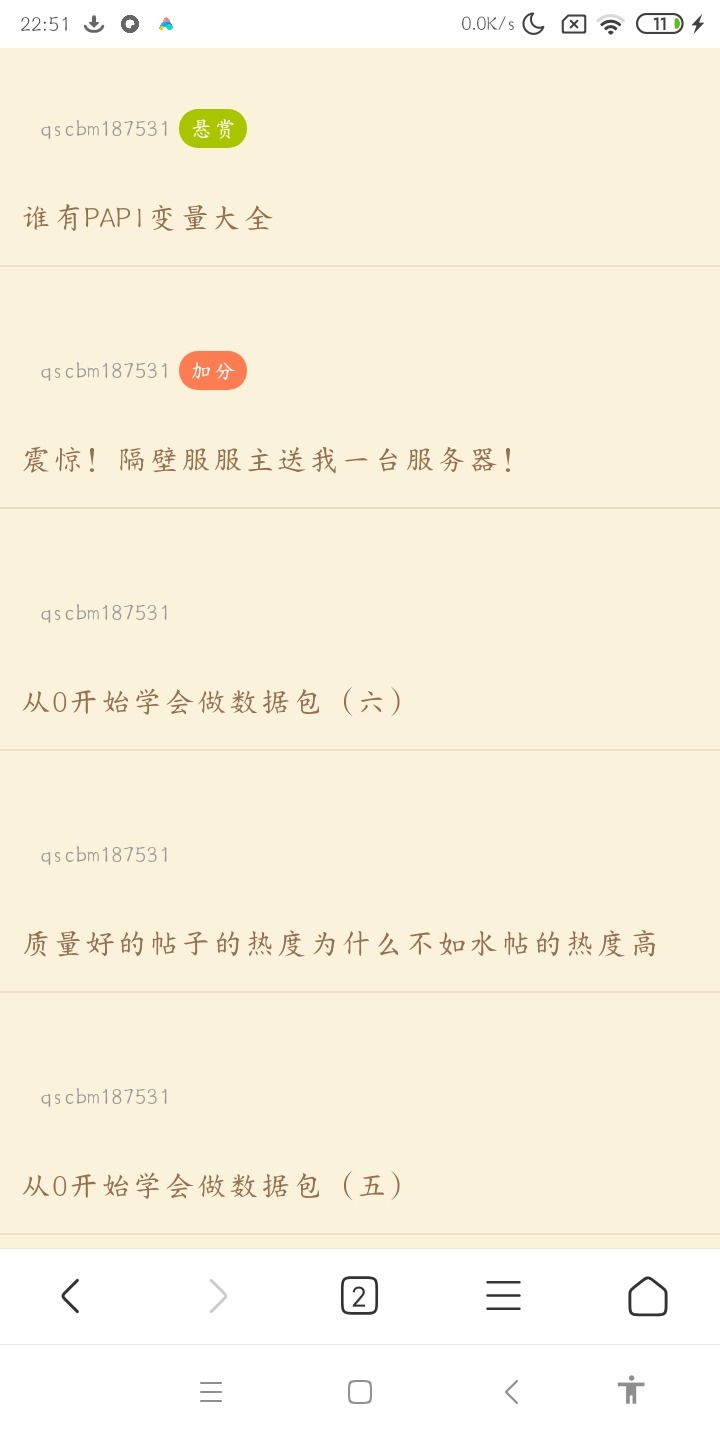 22:51 0.0K/s 11
qscbm187531 悬赏
谁有PAPI变量大全
qscbm187531 加分
震惊！隔壁服服主送我一台服务器！
qscbm187531
从0开始学会做数据包（六）
qscbm187531
质量好的帖子的热度为什么不如水帖的热度高
qscbm187531
从0开始学会做数据包（五）
2